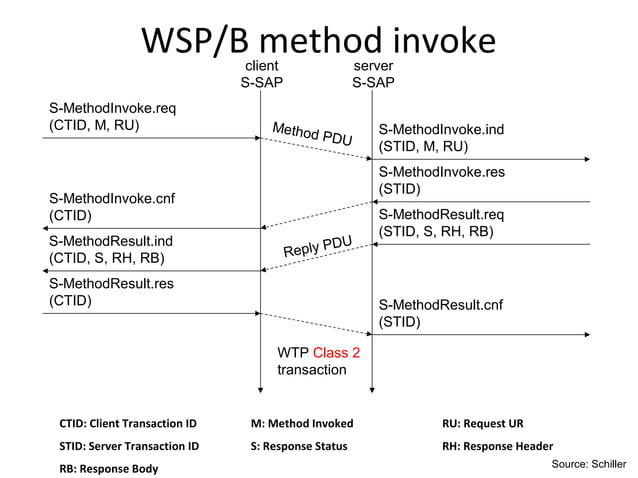 WSP/B method invoke
client
S-SAP
server
S-SAP
S-MethodInvoke.req
(CTID, M, RU)
Method PDU
S-MethodInvoke.ind
(STID, M, RU)
S-MethodInvoke.res
(STID)
S-MethodInvoke.cnf
(CTID)
S-MethodResult.req
(STID, S, RH, RB)
S-MethodResult.ind
(CTID, S, RH, RB)
Reply PDU
S-MethodResult.res
(CTID)
S-MethodResult.cnf
(STID)
WTP Class 2
transaction
CTID: Client Transaction ID
M: Method Invoked
RU: Request UR
STID: Server Transaction ID
S: Response Status
RH: Response Header
RB: Response Body
Source: Schiller